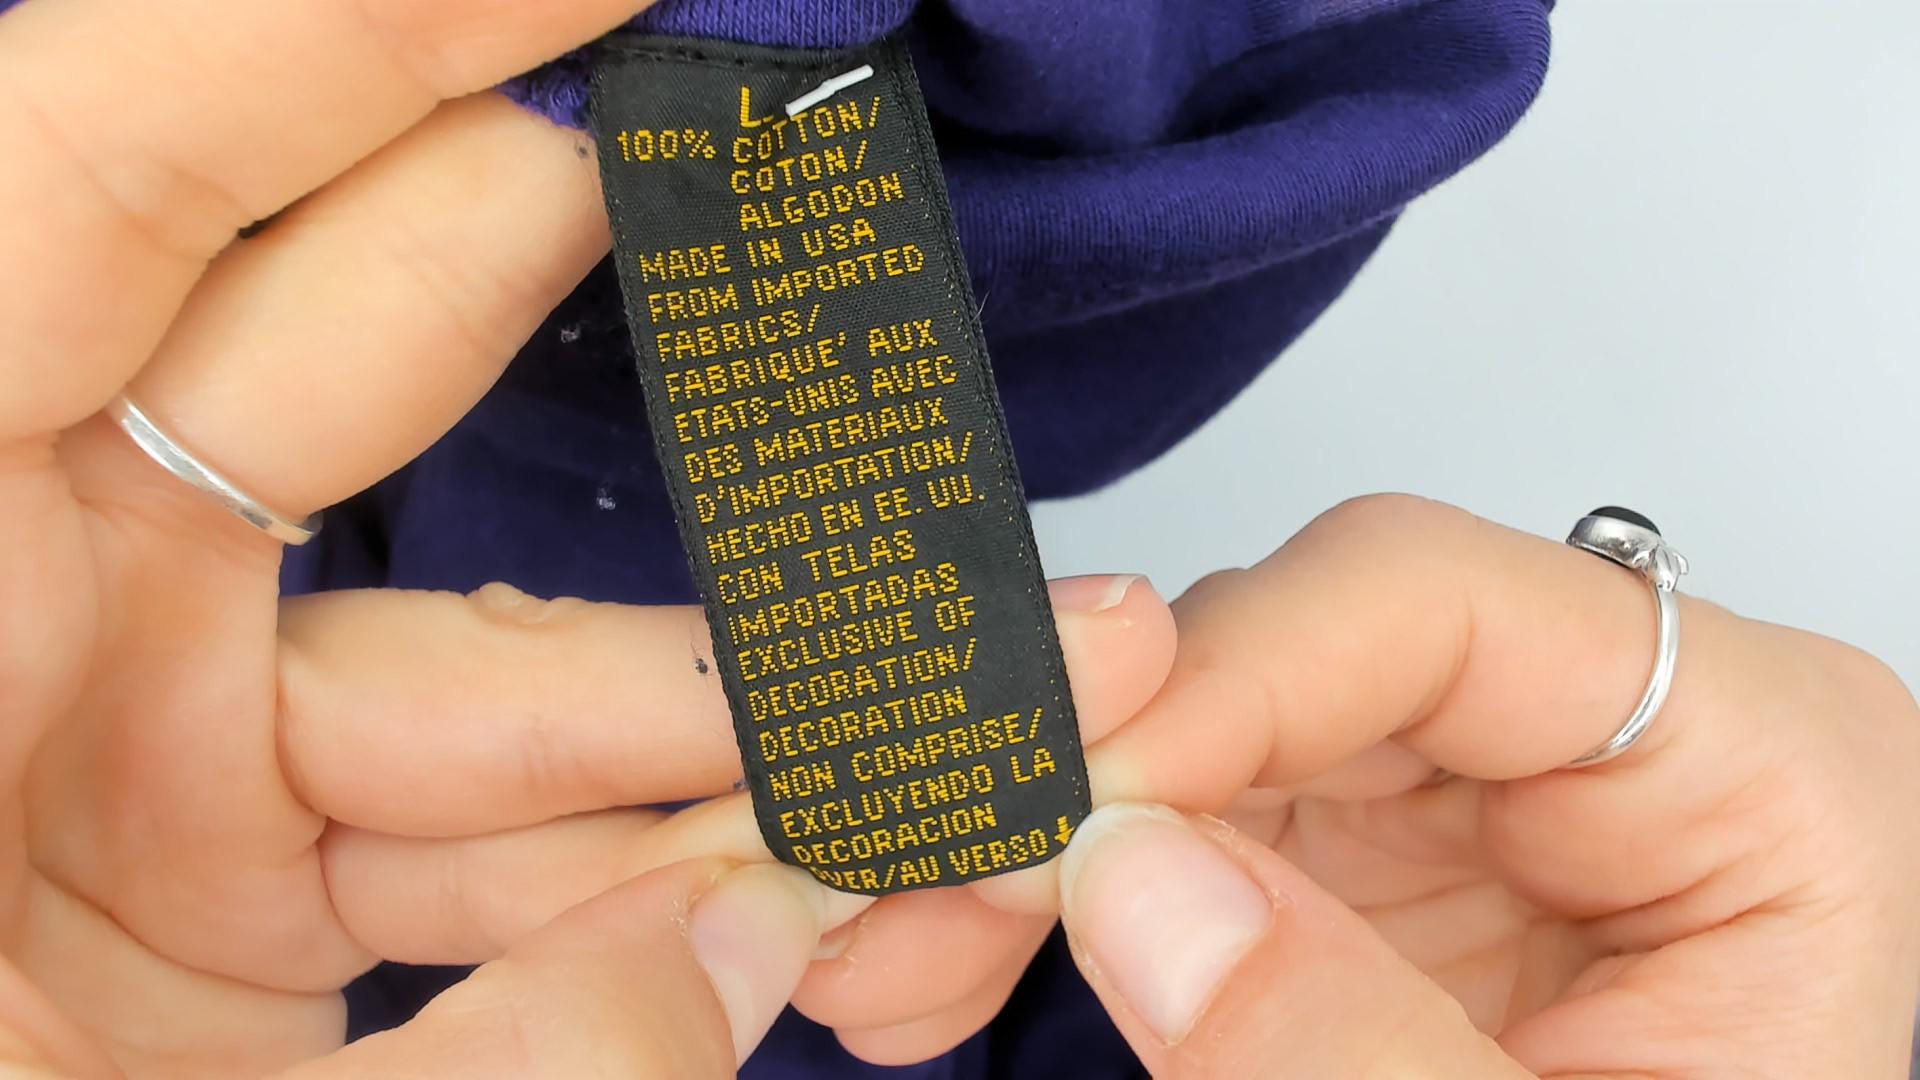 L
100% COTTON/
COTON/
ALGODON
MADE IN USA
FROM IMPORTED
FABRICS/
FABRIQUE' AUX
ETATS-UNIS AVEC
DES MATERIAUX
D'IMPORTATION/
HECHO EN EE. UU.
CON TELAS
IMPORTADAS
EXCLUSIVE OF
DECORATION/
DECORATION
NON COMPRISE/
EXCLUYENDO LA
DECORACION
OVER/AU VERSO↓